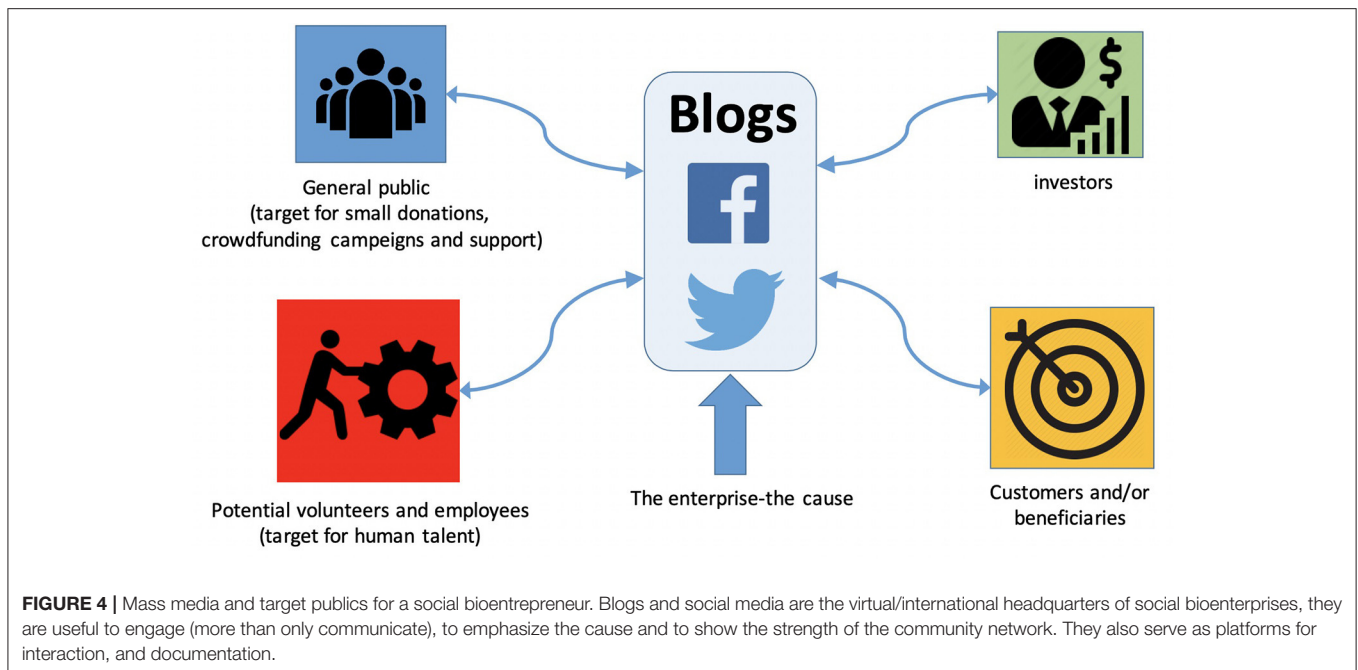 Blogs
General public
(target for small donations,
crowdfunding campeigns and support)
investors
Potential volunteers and employees
(target for human talent)
The enterprise-the cause
Customers and/or
beneficiaries
FIGURE 4 | Mass media and target publics for a social bioentrepreneur. Blogs and social media are the virtual/international headquarters of social bioenterprises, they
are useful to engage (more than only communicate), to emphasize the cause and to show the strength of the community network. They also serve as platforms for
interaction, and documentation.